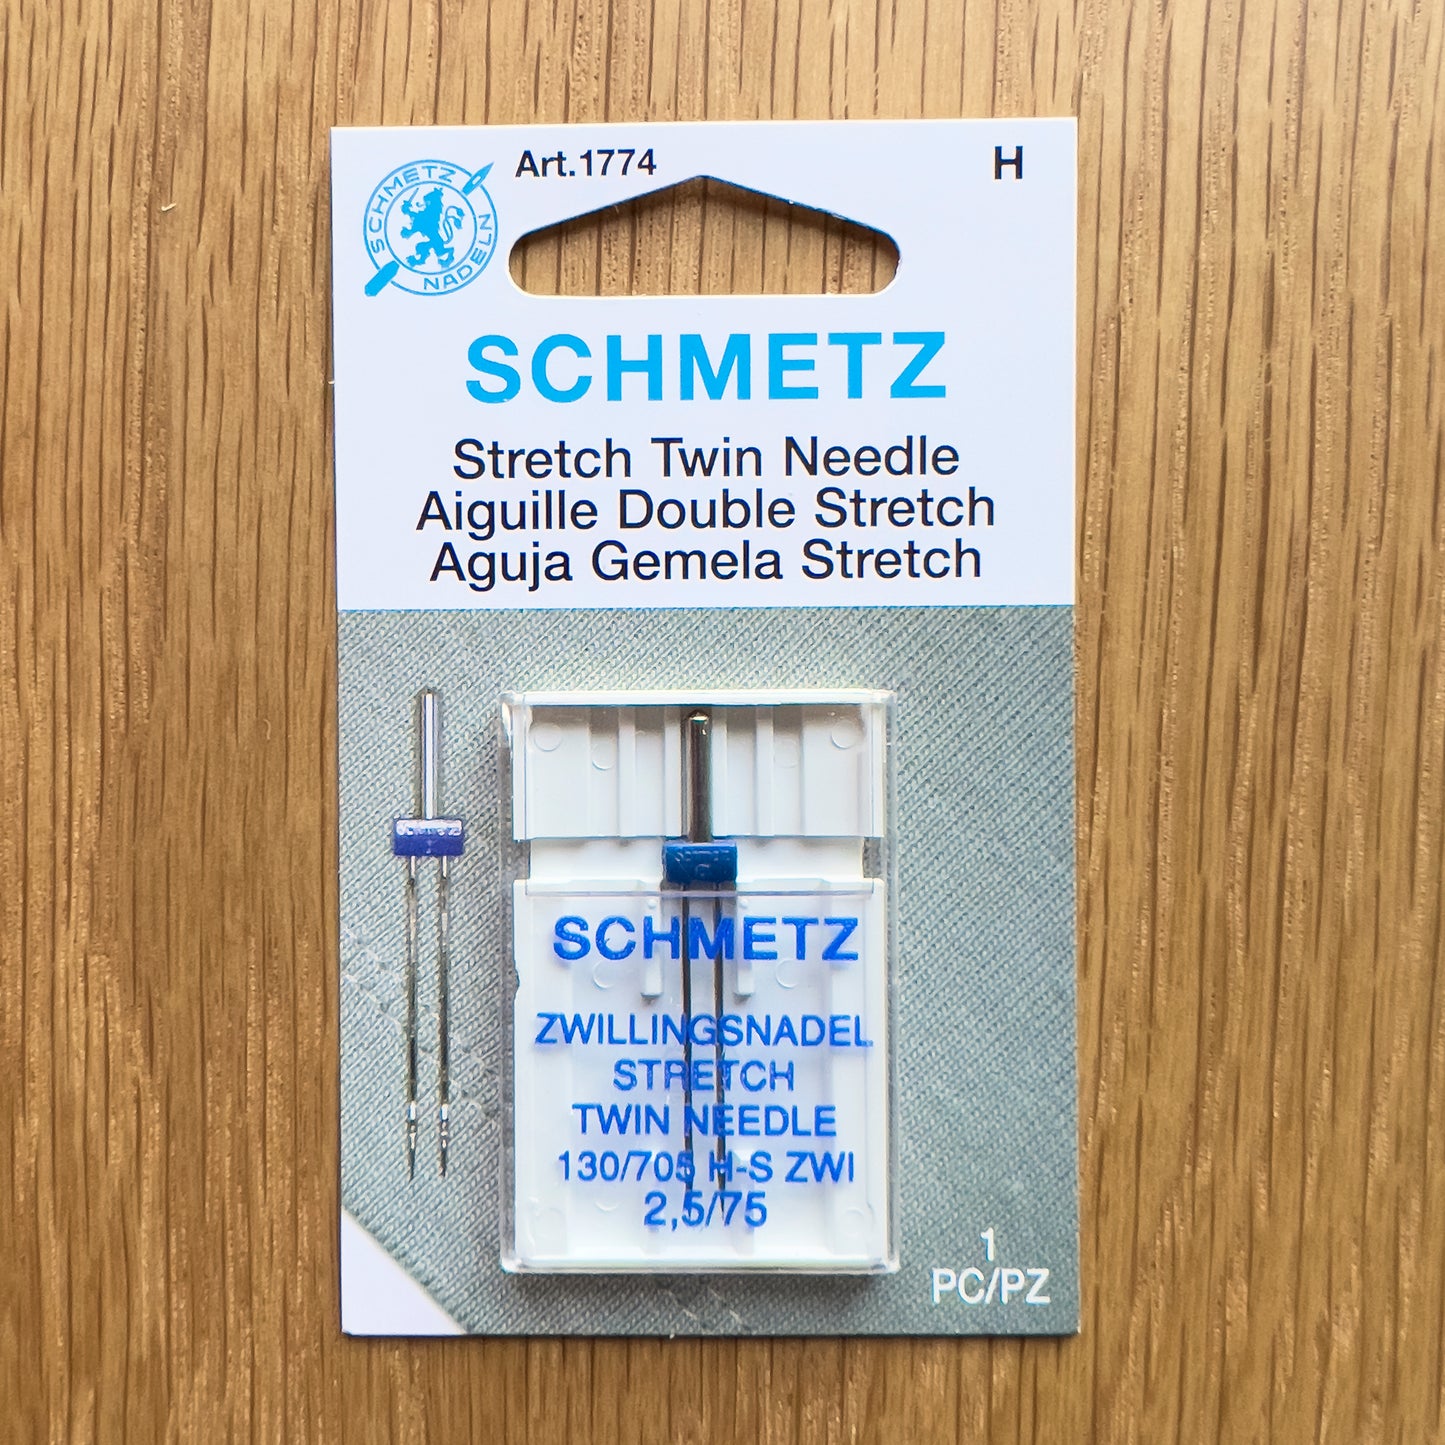 Art.1774
H
SCHMETZ
NADELN
SCHMETZ
Stretch Twin Needle
Aiguille Double Stretch
Aguja Gemela Stretch
SCHMETZ
SCHMETZ
ZWILLINGSNADEL
STRETCH
TWIN NEEDLE
130/705 H-S ZWI
2,5/75
1
PC/PZ